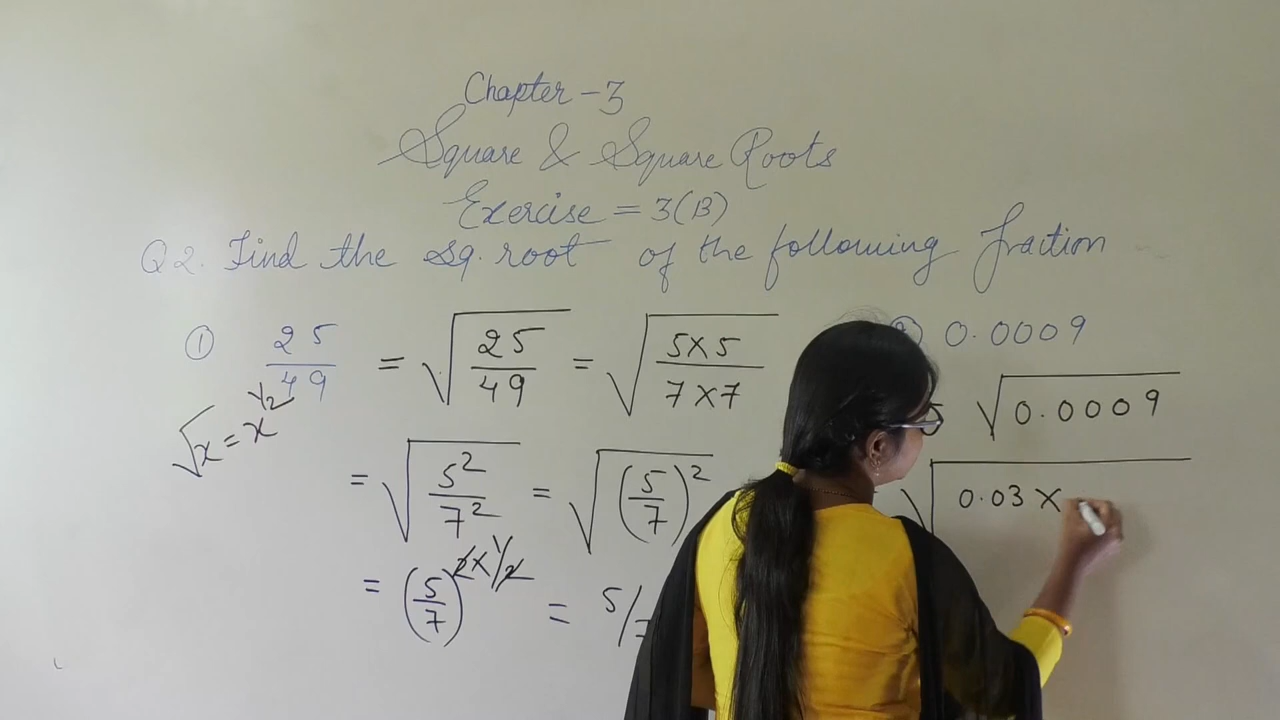 Chapter - 3
Square & Square Roots
Exercise = 3(B)
Q2. Find the sq. root of the following fraction
① 25/49 = √(25/49) = √((5×5)/(7×7))
√x = x^1/2
= √(5²/7²) = √((5/7)²)
= (5/7)^(2×1/2) = 5/
0.0009
√0.0009
√0.03 ×